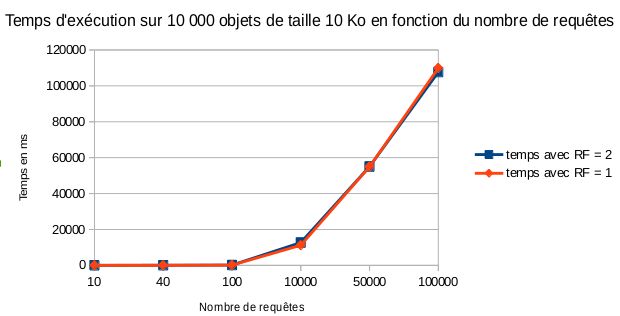 Temps d'exécution sur 10 000 objets de taille 10 Ko en fonction du nombre de requêtes
120000
100000
80000
60000
40000
20000
0
Temps en ms
10 40 100 10000 50000 100000
Nombre de requêtes
temps avec RF = 2
temps avec RF = 1